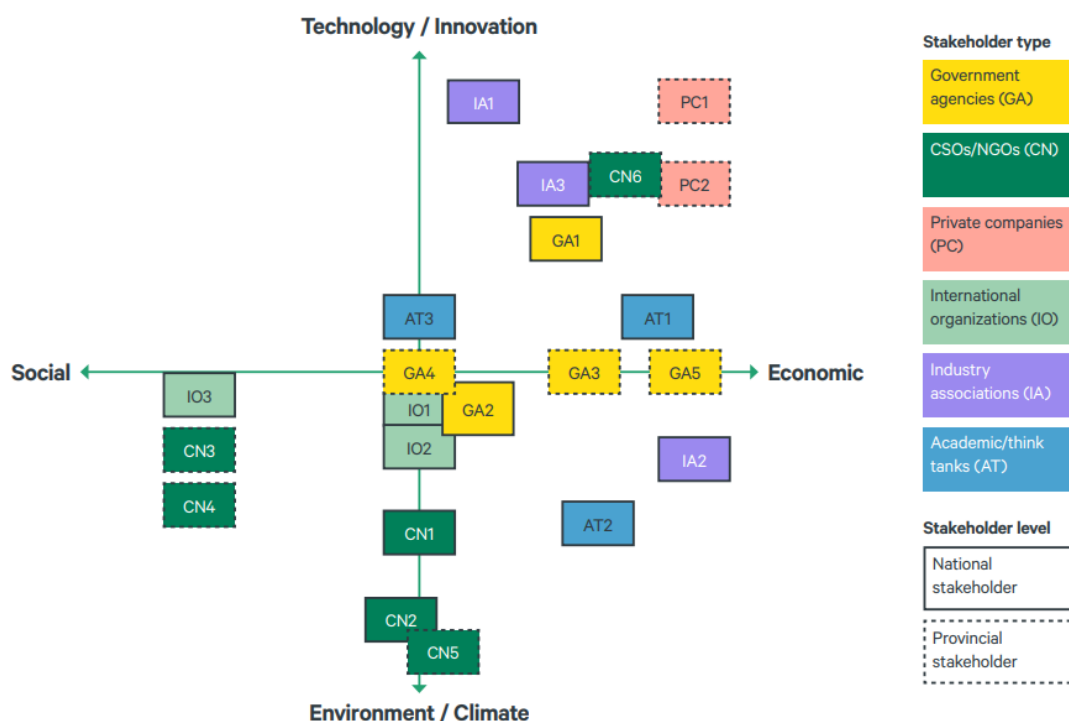 Technology / Innovation
IA1
PC1
IA3
CN6
PC2
GA1
AT3
AT1
Social
GA4
GA3
GA5
Economic
IO3
IO1
GA2
IO2
CN3
IA2
CN4
CN1
AT2
CN2
CN5
Environment / Climate
Stakeholder type
Government
agencies (GA)
CSOs/NGOs (CN)
Private companies
(PC)
International
organizations (IO)
Industry
associations (IA)
Academic/think
tanks (AT)
Stakeholder level
National
stakeholder
Provincial
stakeholder